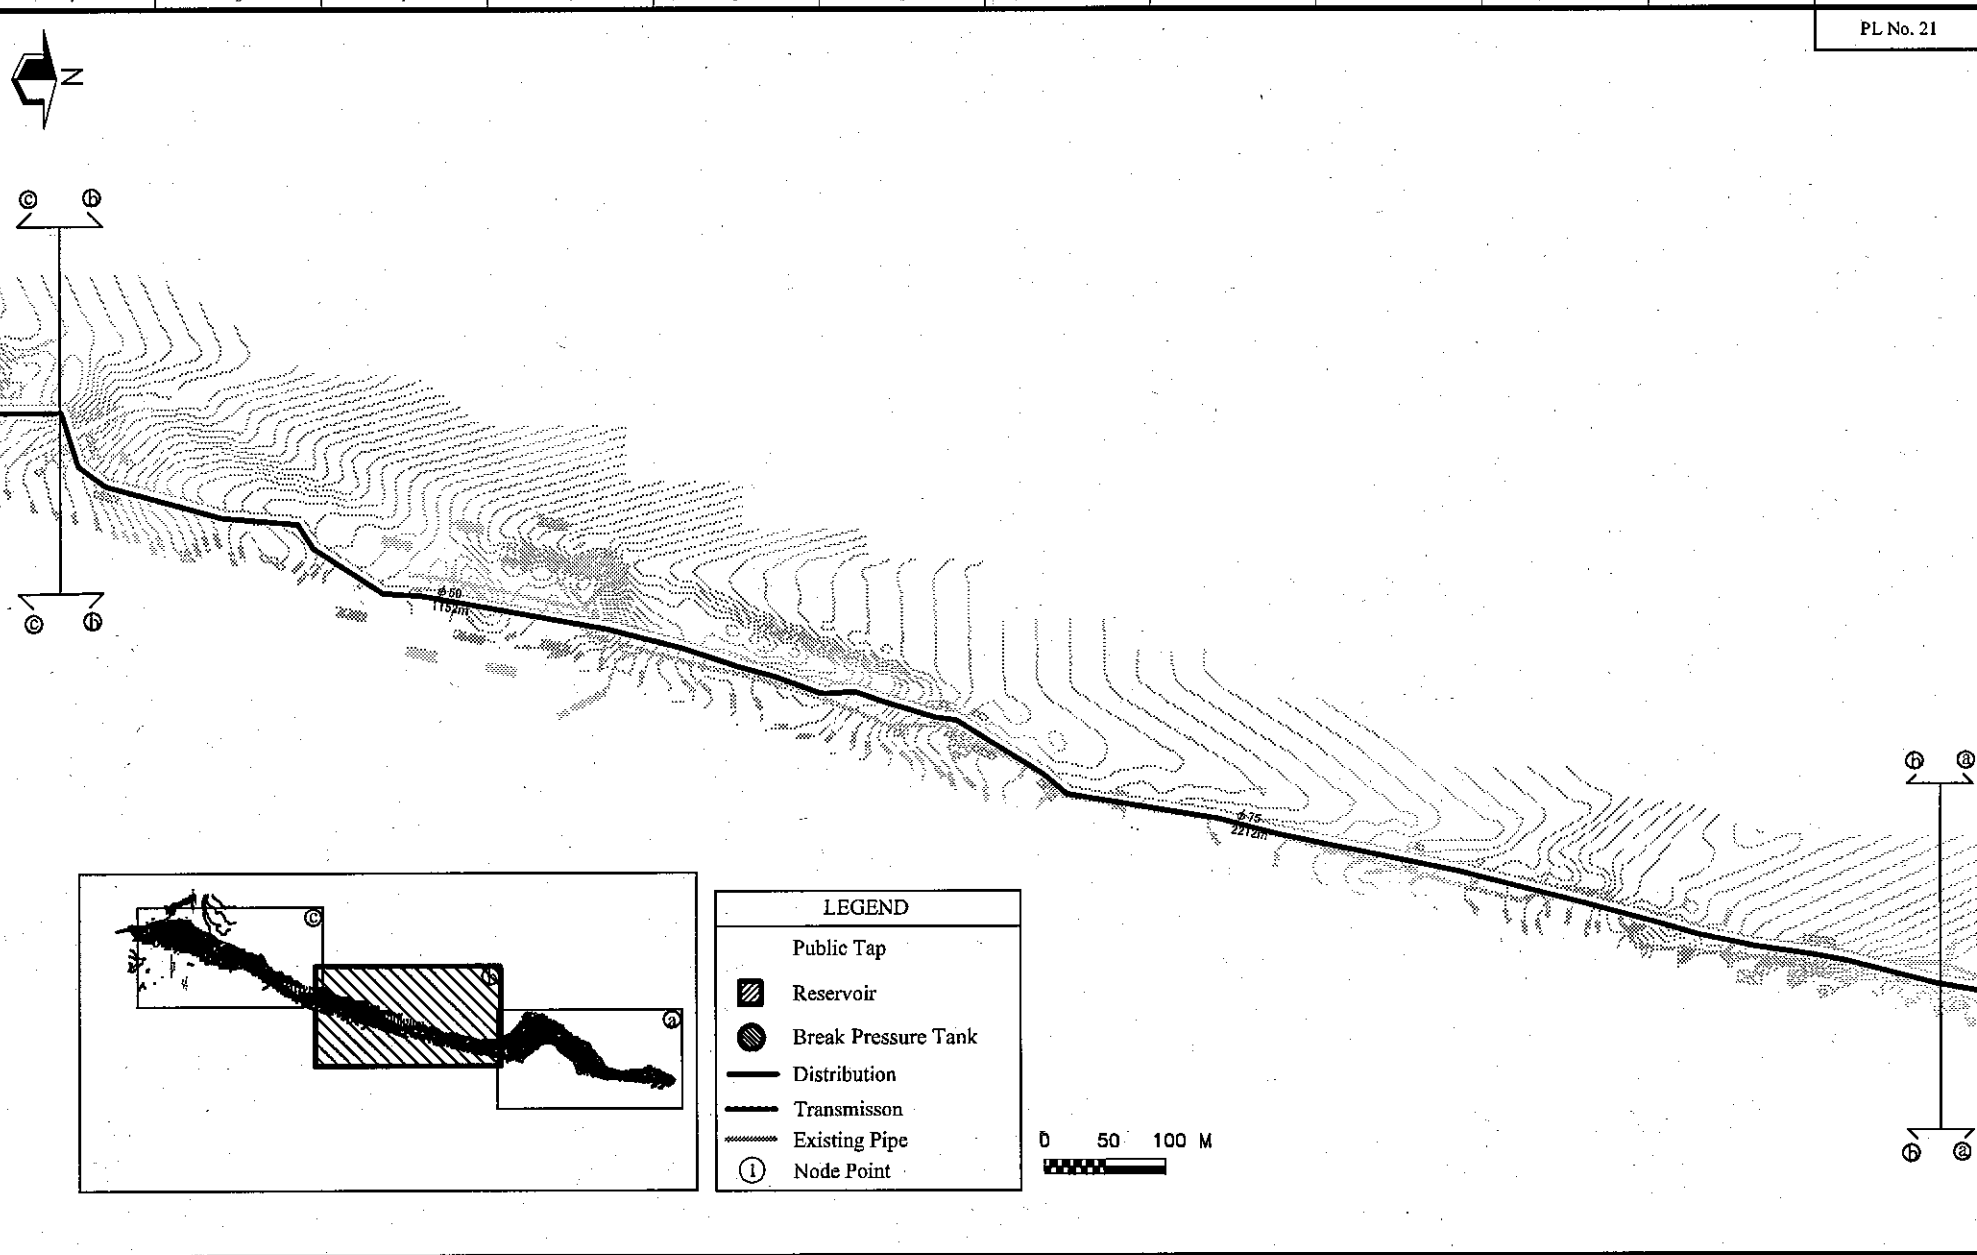 PL No. 21
N
c b
c b
φ50
1152m
φ75
2212m
b a
b a
c
b
a
LEGEND
Public Tap
Reservoir
Break Pressure Tank
Distribution
Transmisson
Existing Pipe
1 Node Point
0 50 100 M